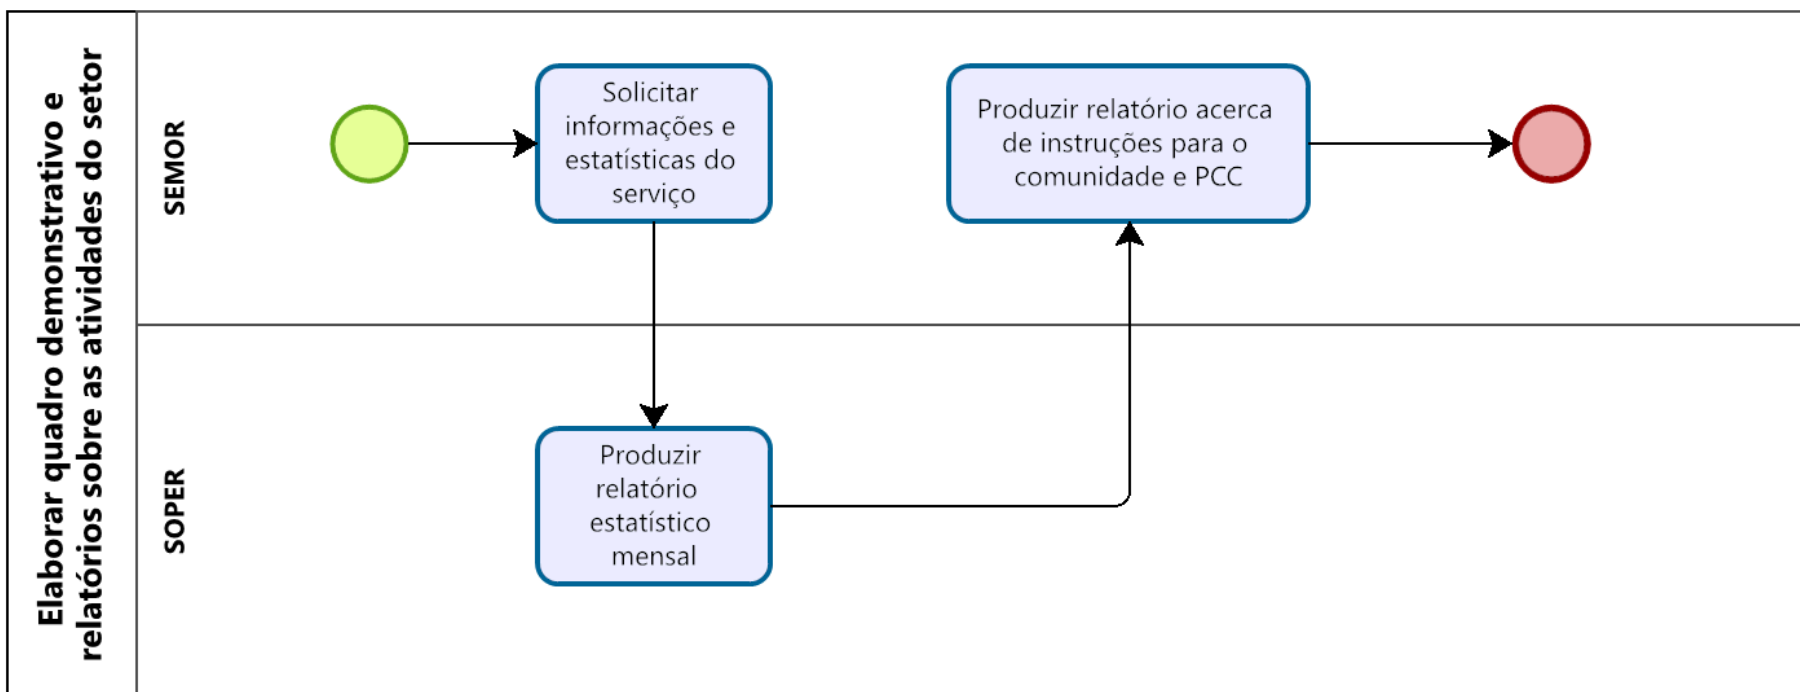 Elaborar quadro demonstrativo e
relatórios sobre as atividades do setor
SEMOR
Solicitar
informações e
estatísticas do
serviço
Produzir relatório acerca
de instruções para o
comunidade e PCC
SOPER
Produzir
relatório
estatístico
mensal